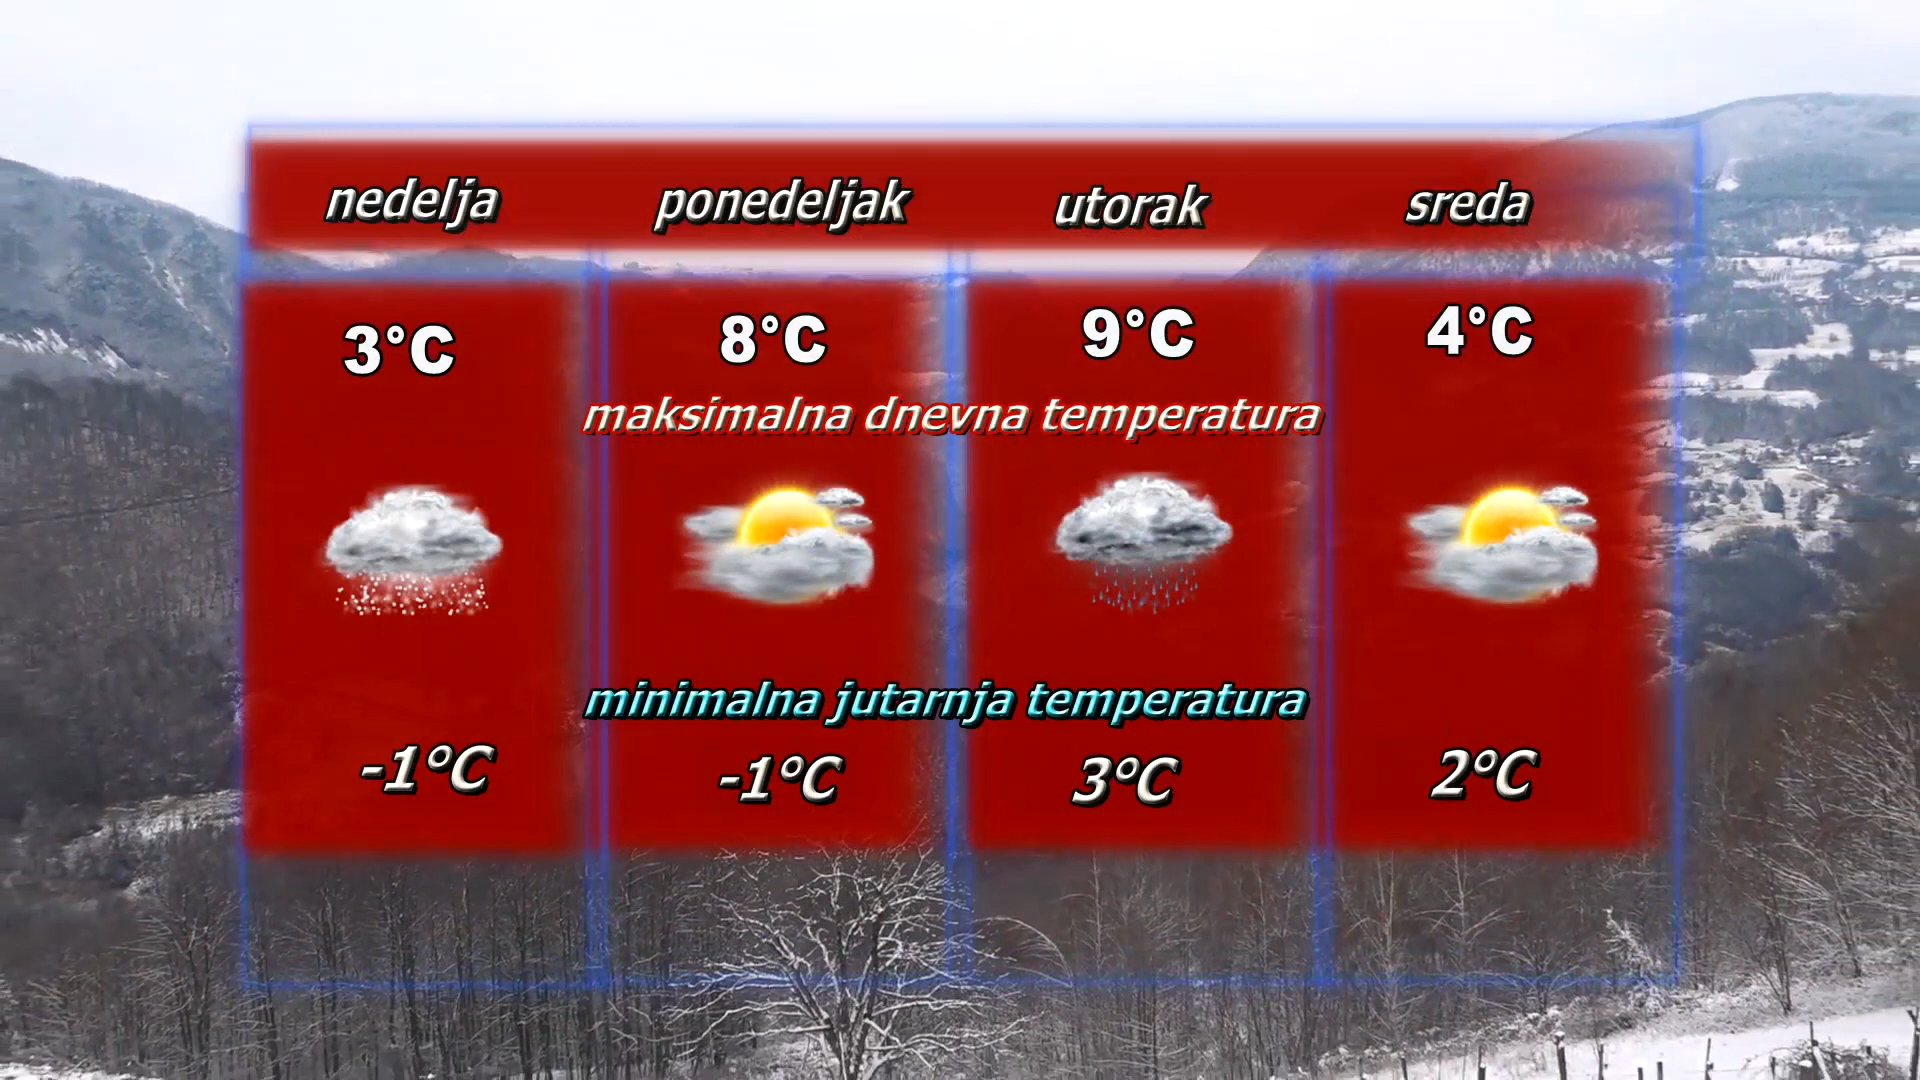 nedelja ponedeljak utorak sreda
3°C 8°C 9°C 4°C
maksimalna dnevna temperatura
minimalna jutarnja temperatura
-1°C -1°C 3°C 2°C